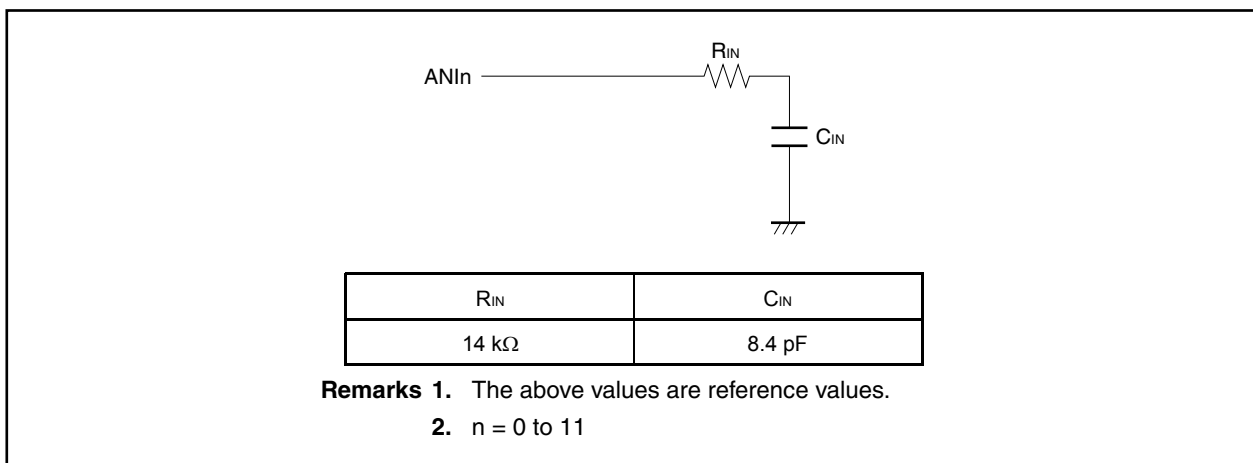 RIN
ANIn
CIN
RIN CIN
14 kΩ 8.4 pF
Remarks 1. The above values are reference values.
2. n = 0 to 11